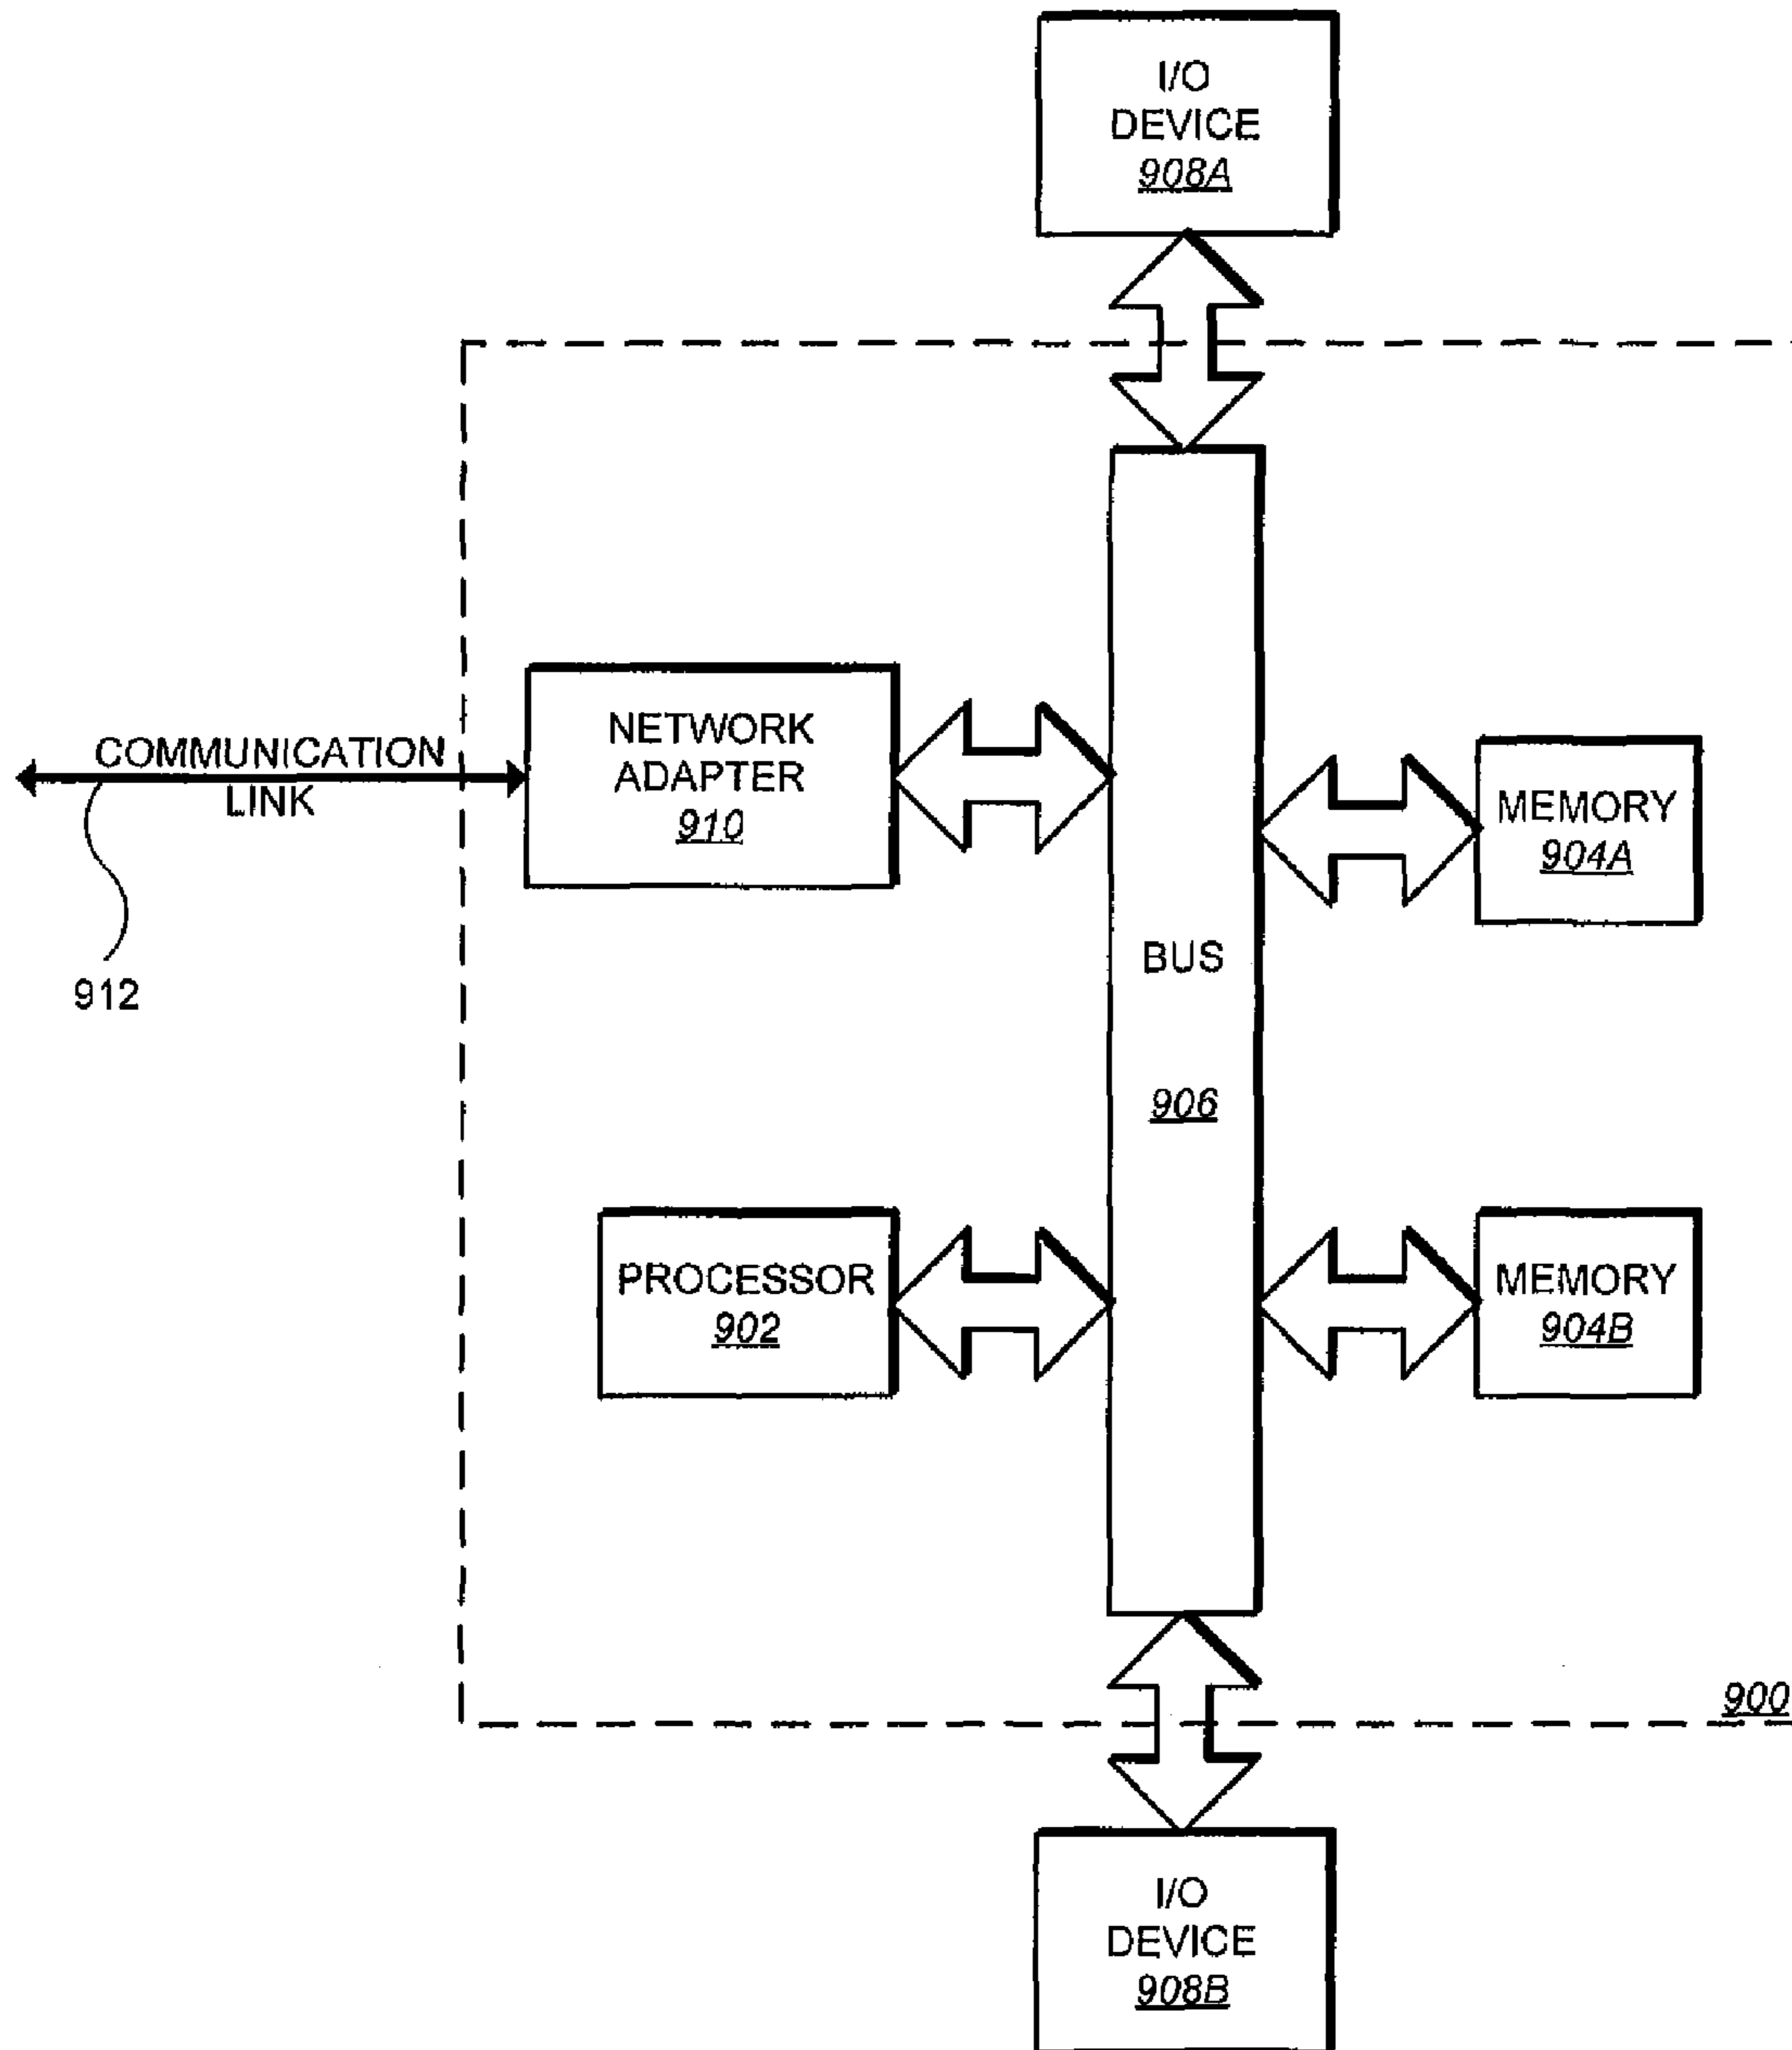 I/O
DEVICE
908A
COMMUNICATION
LINK
912
NETWORK
ADAPTER
910
MEMORY
904A
BUS
906
PROCESSOR
902
MEMORY
904B
900
I/O
DEVICE
908B